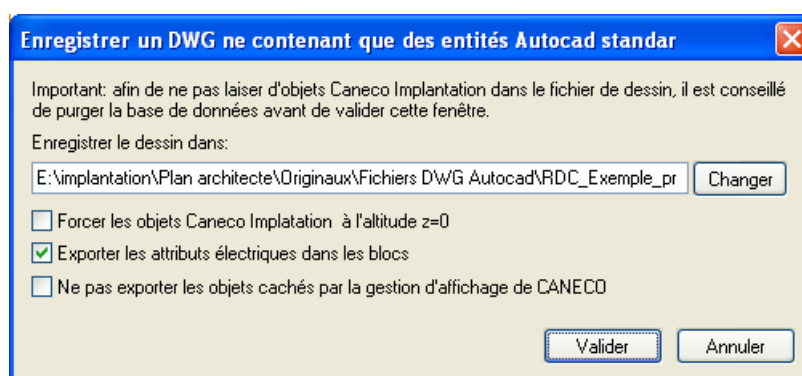 Enregistrer un DWG ne contenant que des entités Autocad standar
Important: afin de ne pas laisser d'objets Caneco Implantation dans le fichier de dessin, il est conseillé
de purger la base de données avant de valider cette fenêtre.
Enregistrer le dessin dans:
E:\implantation\Plan architecte\Originaux\Fichiers DWG Autocad\RDC_Exemple_pr
Changer
Forcer les objets Caneco Implatation à l'altitude z=0
Exporter les attributs électriques dans les blocs
Ne pas exporter les objets cachés par la gestion d'affichage de CANECO
Valider
Annuler